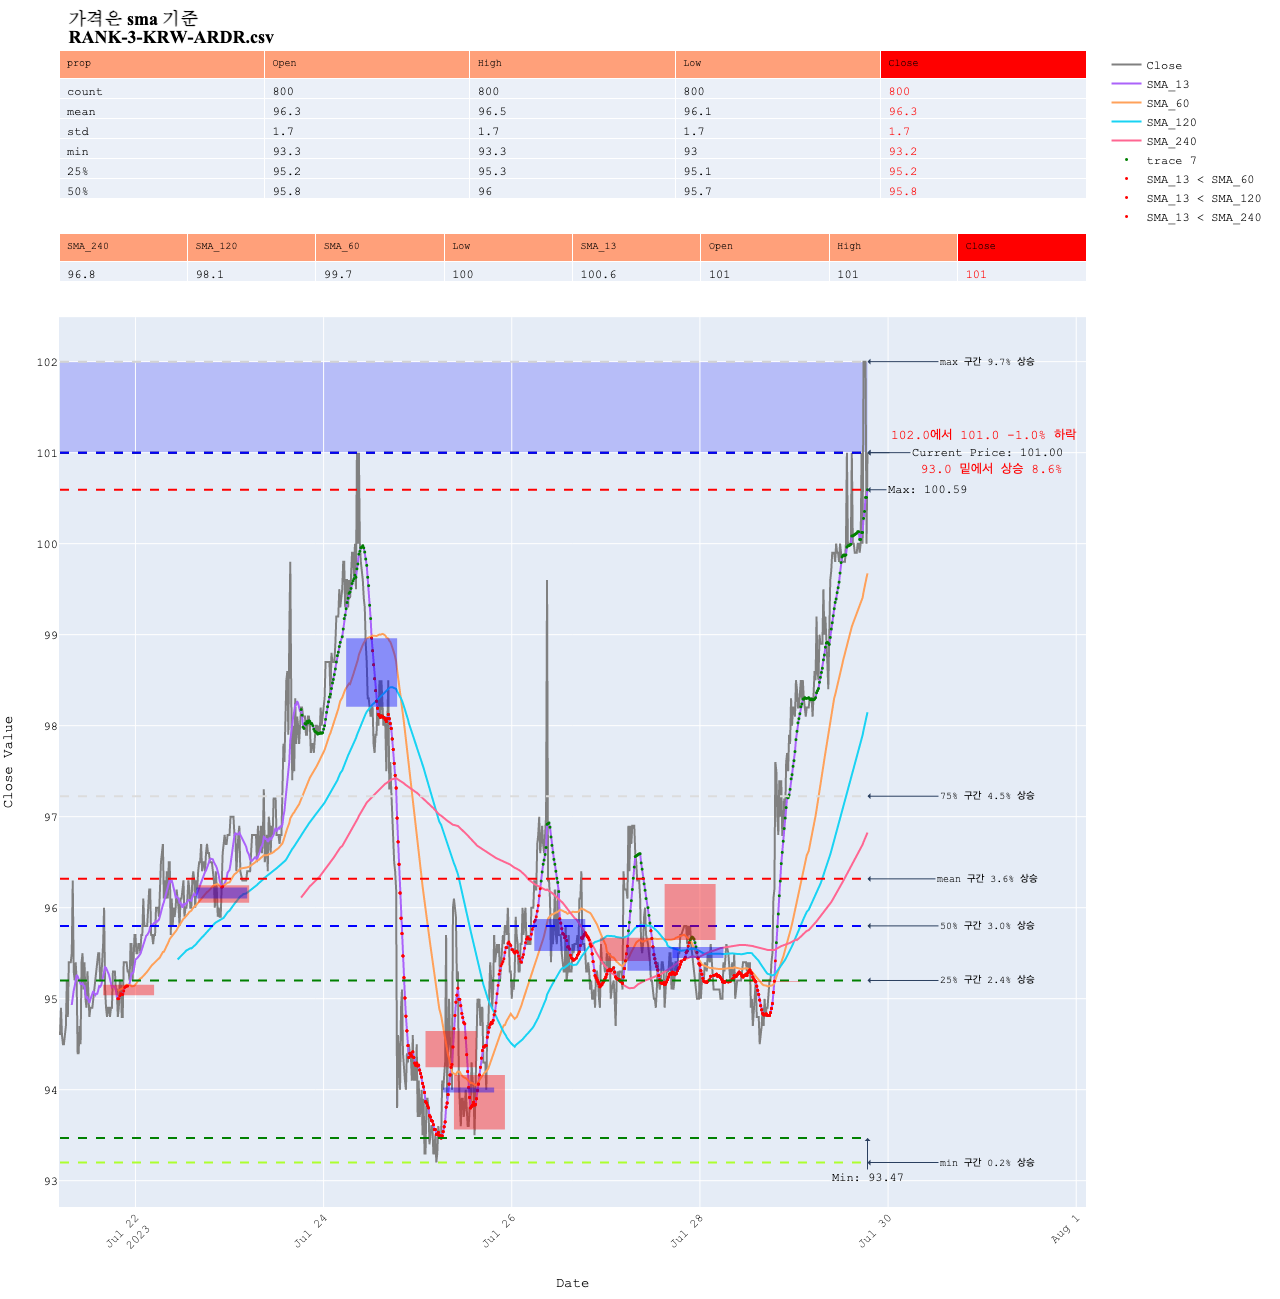 가격은 sma 기준
RANK-3-KRW-ARDR.csv
prop Open High Low Close
count 800 800 800 800
mean 96.3 96.5 96.1 96.3
std 1.7 1.7 1.7 1.7
min 93.3 93.3 93 93.2
25% 95.2 95.3 95.1 95.2
50% 95.8 96 95.7 95.8
SMA_240 SMA_120 SMA_60 Low SMA_13 Open High Close
96.8 98.1 99.7 100 100.6 101 101 101
Close
SMA_13
SMA_60
SMA_120
SMA_240
trace 7
SMA_13 < SMA_60
SMA_13 < SMA_120
SMA_13 < SMA_240
Close Value
102
101
100
99
98
97
96
95
94
93
max 구간 9.7% 상승
102.0에서 101.0 -1.0% 하락
Current Price: 101.00
93.0 밑에서 상승 8.6%
Max: 100.59
75% 구간 4.5% 상승
mean 구간 3.6% 상승
50% 구간 3.0% 상승
25% 구간 2.4% 상승
min 구간 0.2% 상승
Min: 93.47
Jul 22
2023
Jul 24
Jul 26
Jul 28
Jul 30
Aug 1
Date